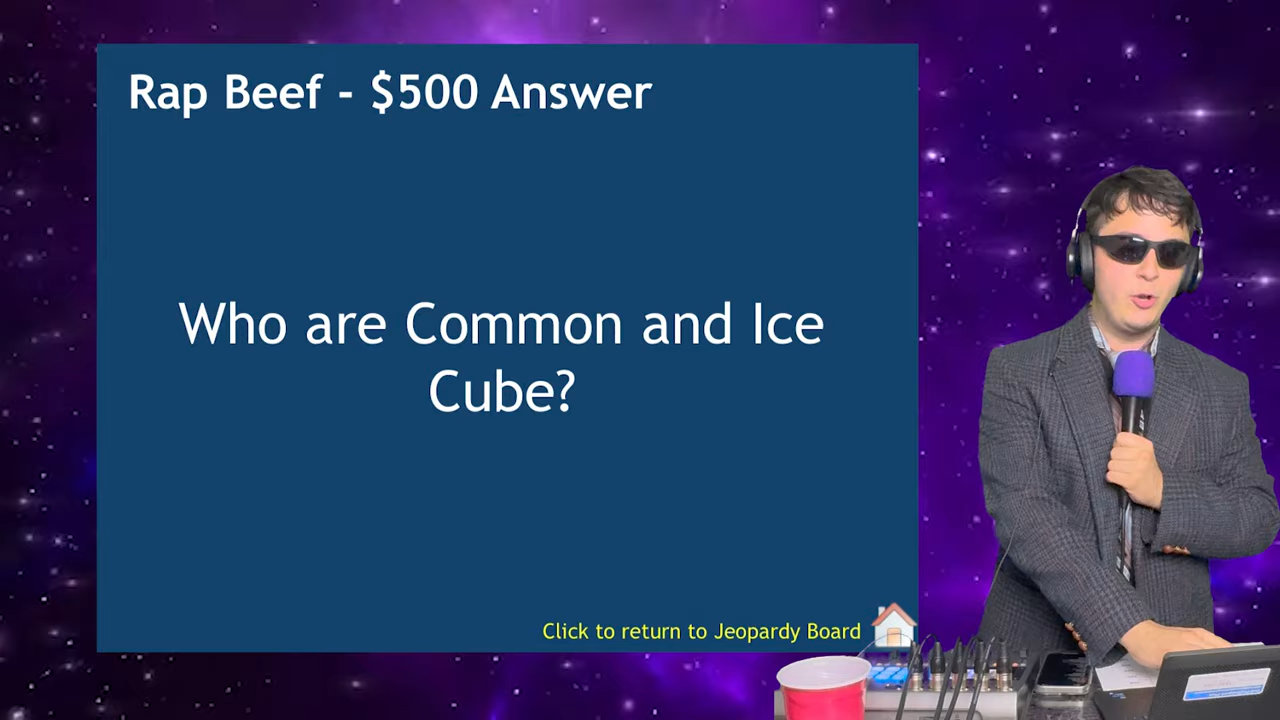 Rap Beef - $500 Answer
Who are Common and Ice
Cube?
Click to return to Jeopardy Board